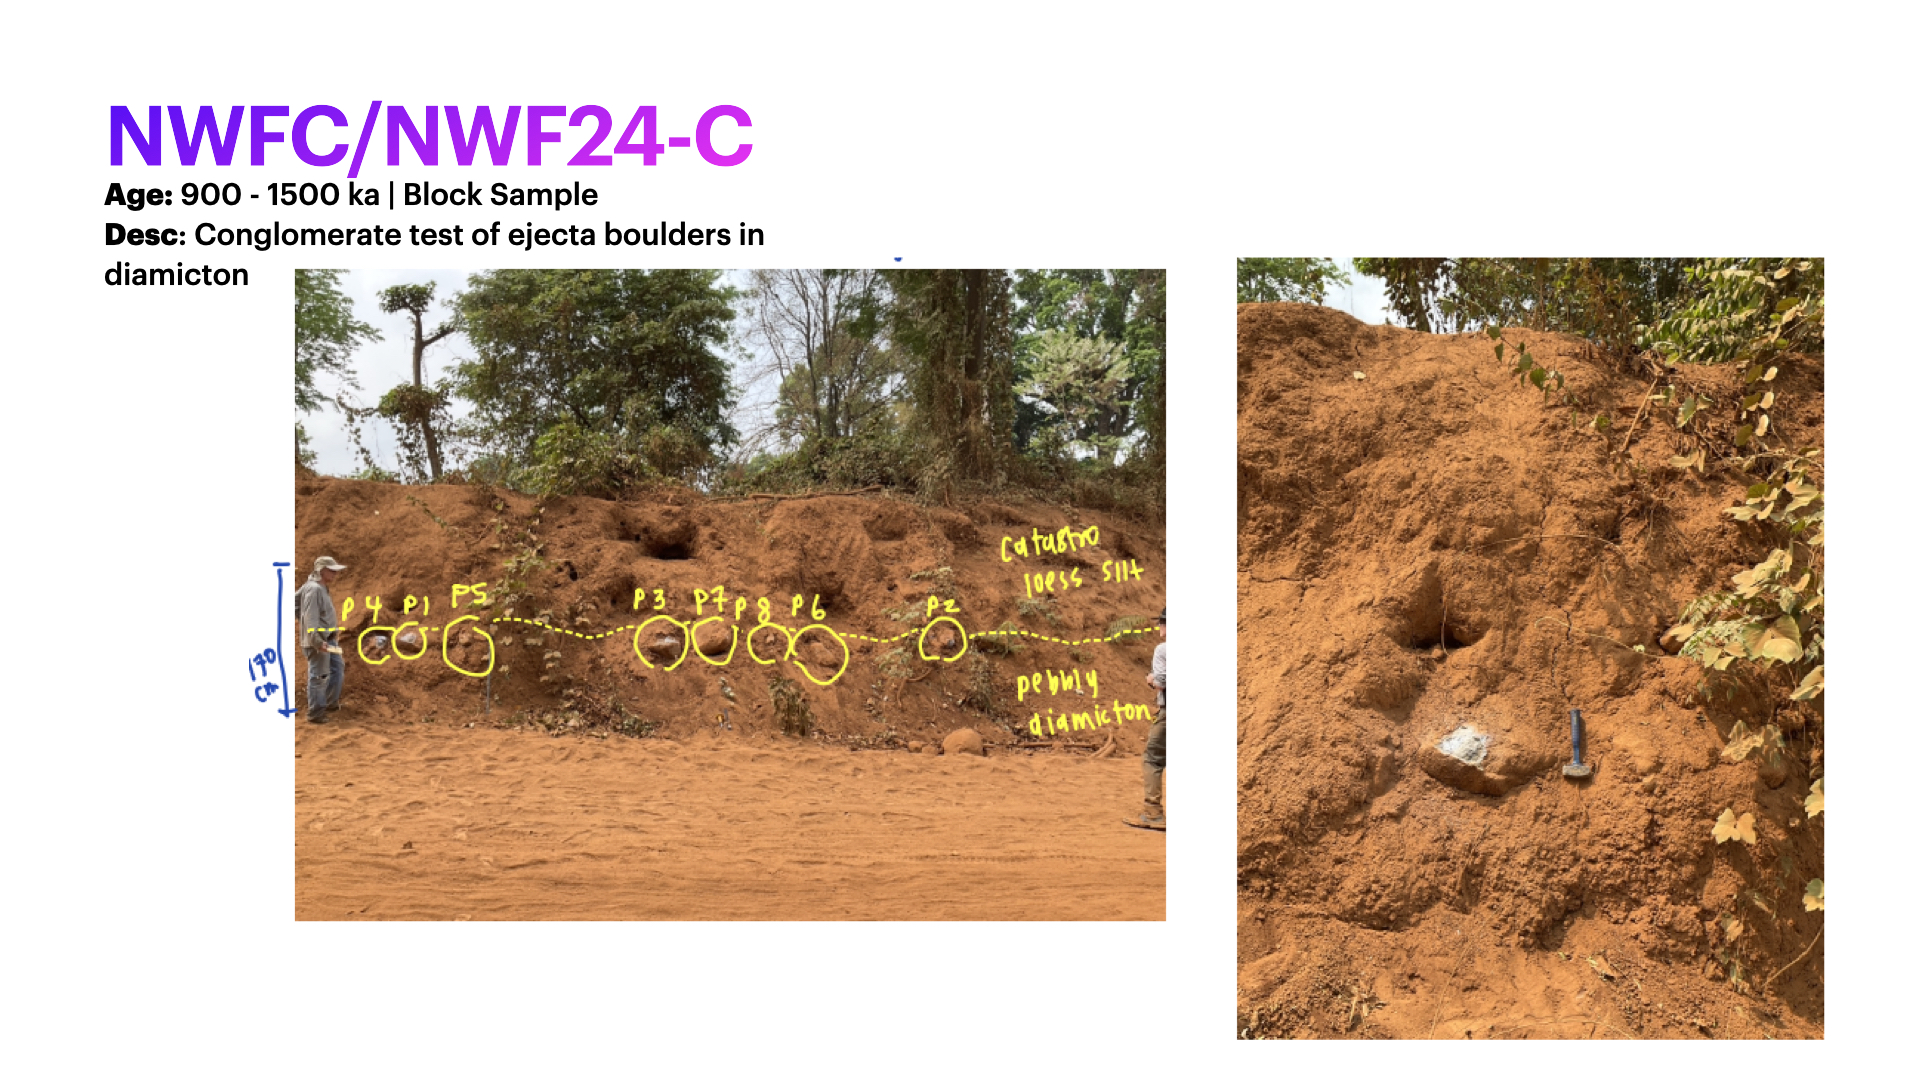 NWFC/NWF24-C
Age: 900 - 1500 ka | Block Sample
Desc: Conglomerate test of ejecta boulders in
diamicton
catastro
loess silt
P4 P1 P5 P3 P7 P8 P6 P2
170
cm
pebbly
diamicton